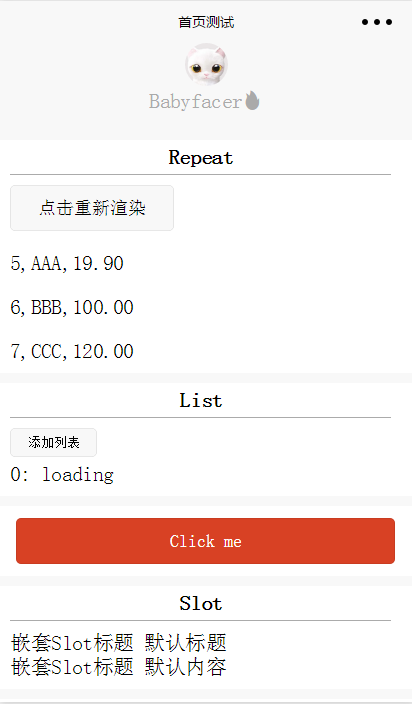 首页测试
Babyfacer
Repeat
点击重新渲染
5,AAA,19.90
6,BBB,100.00
7,CCC,120.00
List
添加列表
0: loading
Click me
Slot
嵌套Slot标题 默认标题
嵌套Slot标题 默认内容